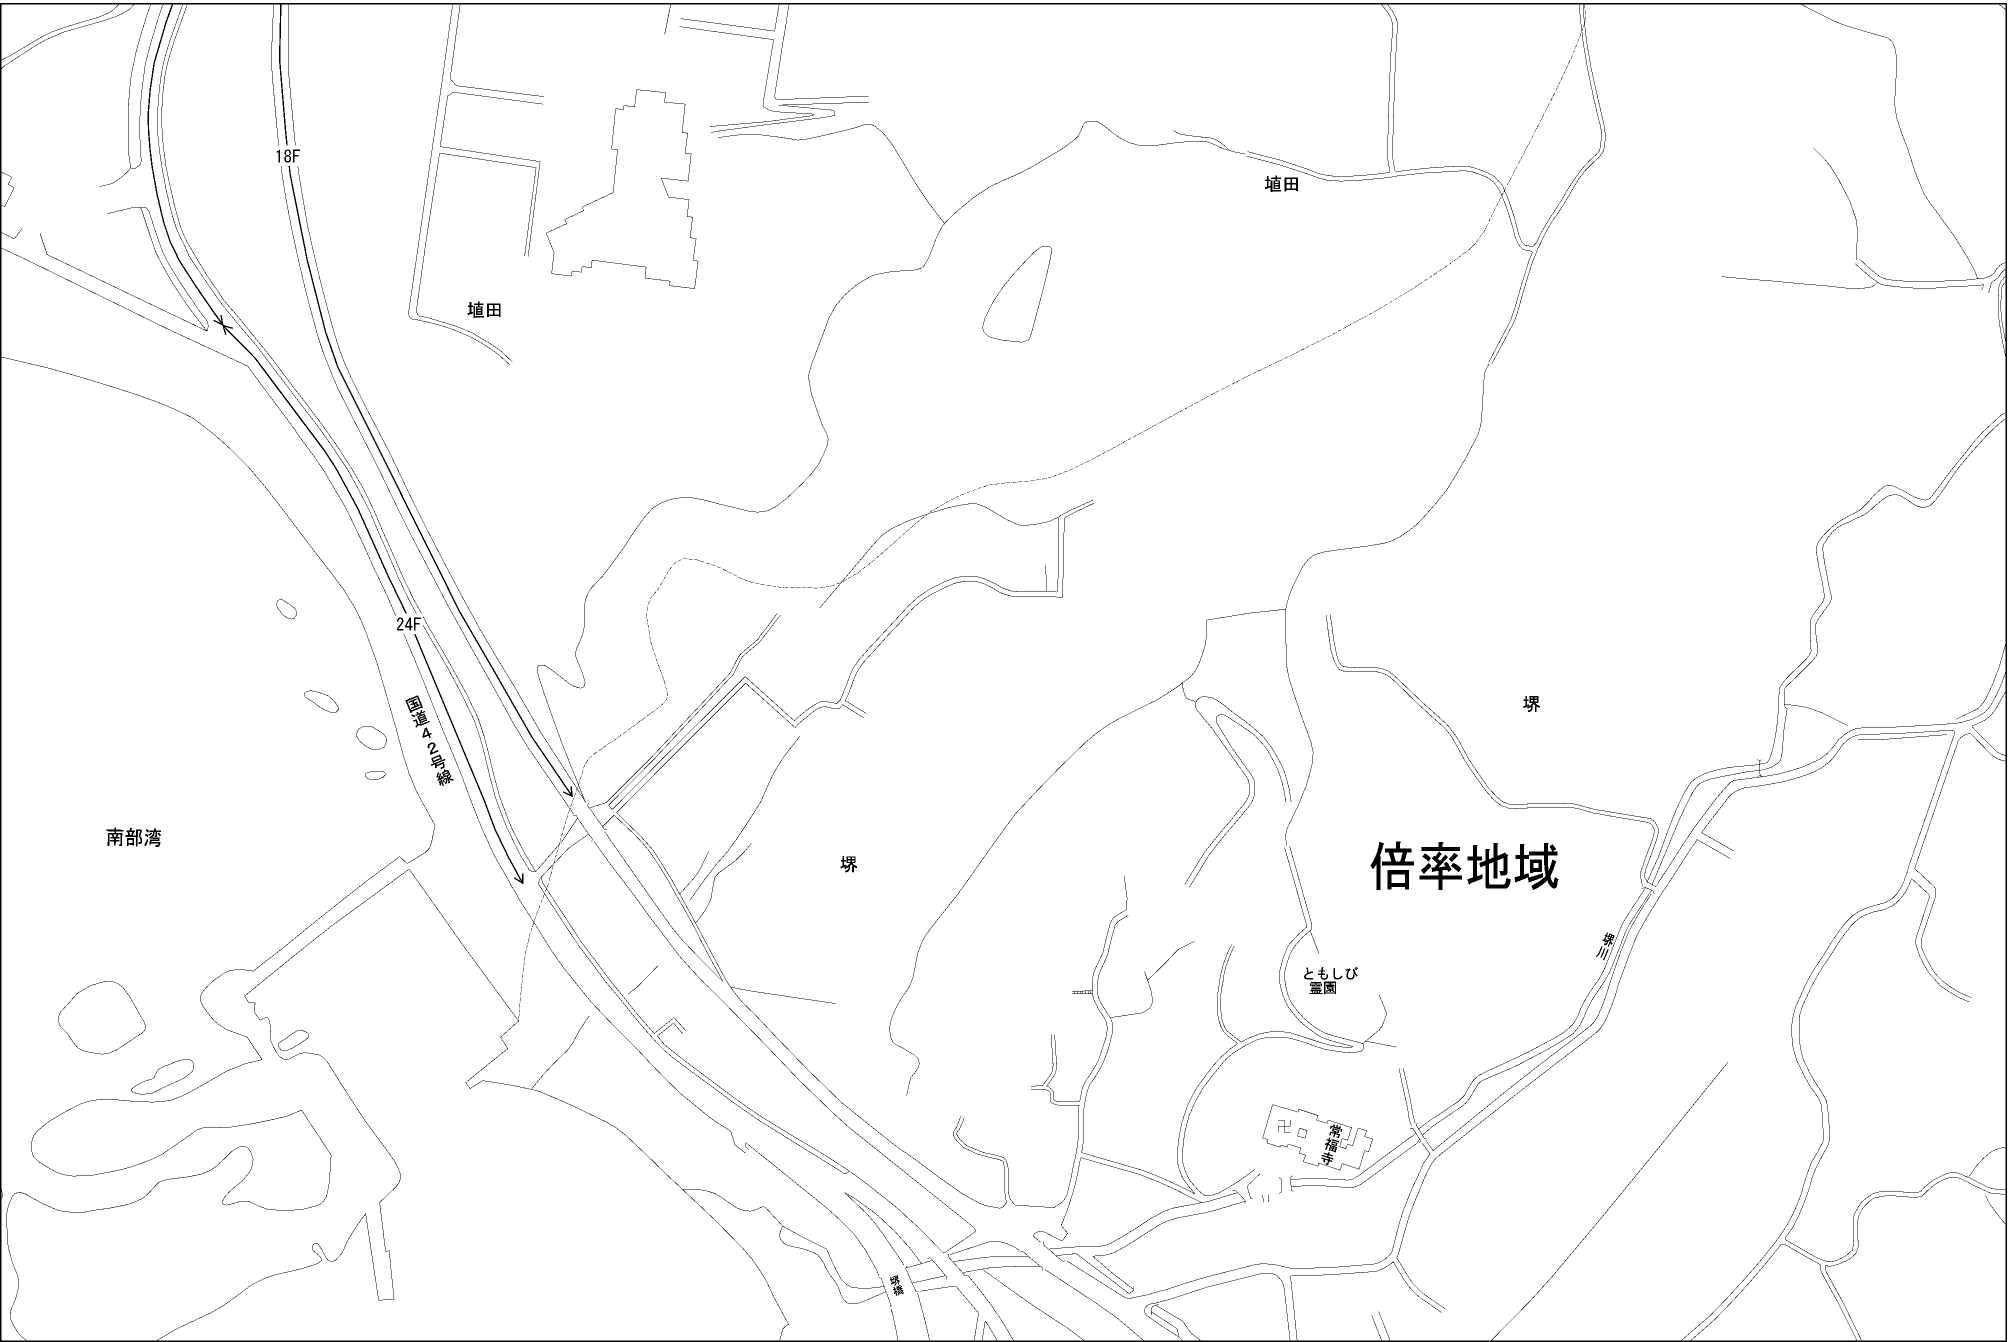 18F
埴田
埴田
24F
国道42号線
堺
南部湾
堺
倍率地域
堺川
ともしび
霊園
常福寺
堺橋